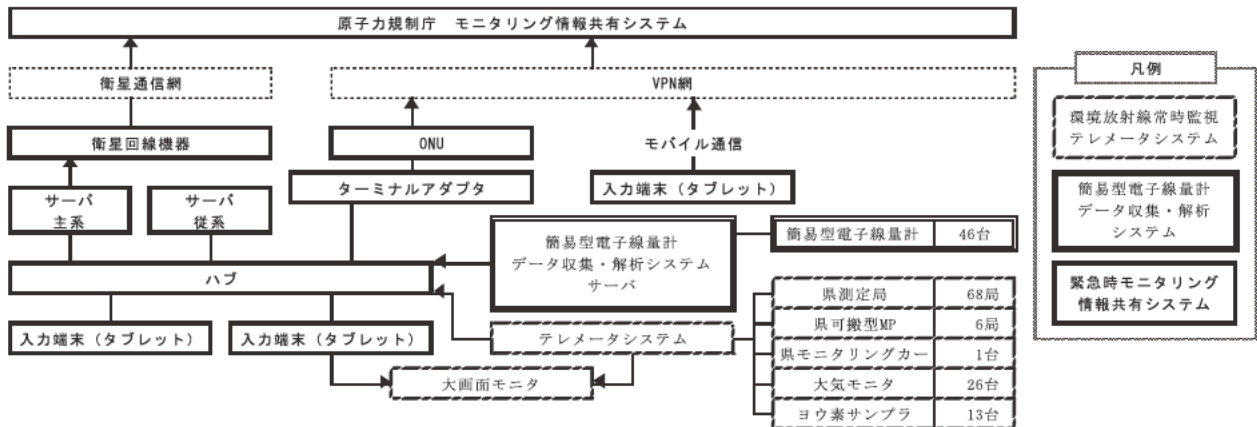 原子力規制庁　モニタリング情報共有システム
衛星通信網
VPN網
衛星回線機器
ONU
モバイル通信
サーバ
主系
サーバ
従系
ターミナルアダプタ
入力端末（タブレット）
簡易型電子線量計
データ収集・解析システム
サーバ
簡易型電子線量計 46台
ハブ
入力端末（タブレット）
入力端末（タブレット）
テレメータシステム
大画面モニタ
県測定局 68局
県可搬型MP 6局
県モニタリングカー 1台
大気モニタ 26台
ヨウ素サンプラ 13台
凡例
環境放射線常時監視
テレメータシステム
簡易型電子線量計
データ収集・解析
システム
緊急時モニタリング
情報共有システム